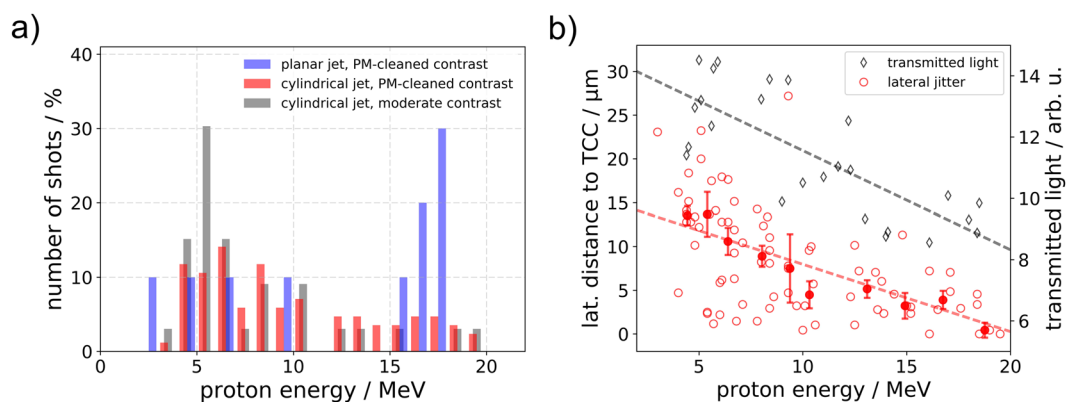 a)
number of shots / %
40
30
20
10
0
planar jet, PM-cleaned contrast
cylindrical jet, PM-cleaned contrast
cylindrical jet, moderate contrast
0 5 10 15 20
proton energy / MeV
b)
lat. distance to TCC / μm
30
25
20
15
10
5
0
transmitted light
lateral jitter
14
12
10
8
6
transmitted light / arb. u.
5 10 15 20
proton energy / MeV